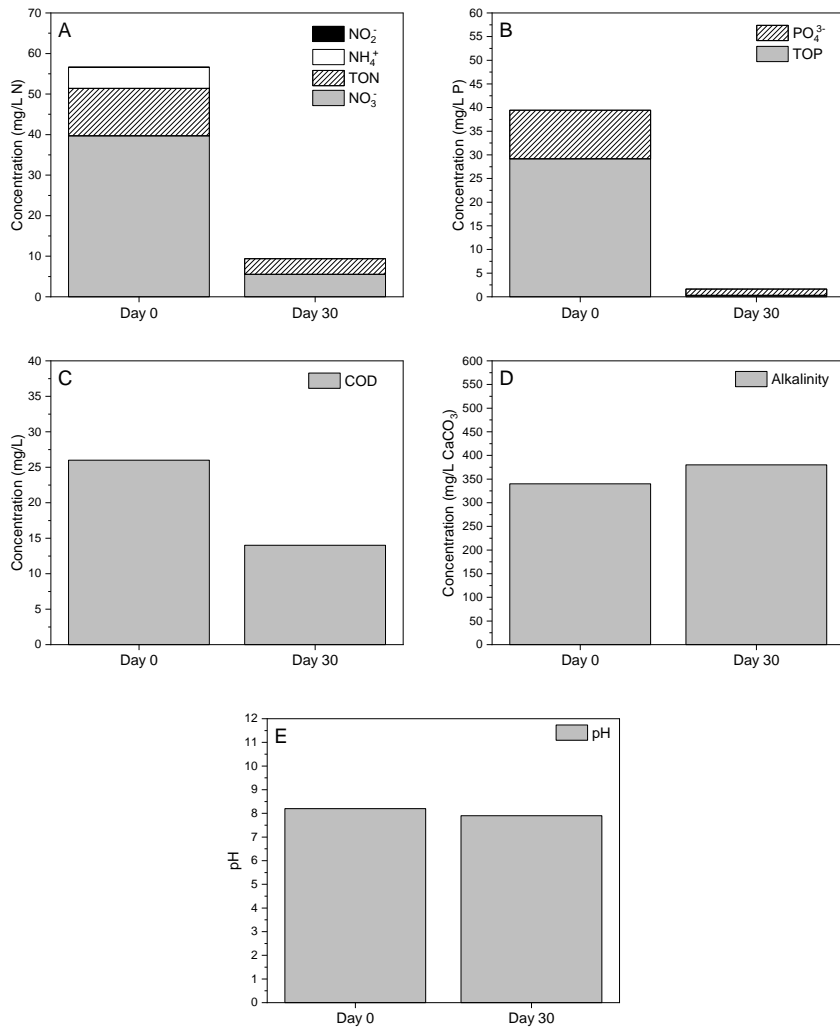 A
NO₂⁻
NH₄⁺
TON
NO₃⁻
Concentration (mg/L N)
70
60
50
40
30
20
10
0
Day 0
Day 30
B
PO₄³⁻
TOP
Concentration (mg/L P)
60
55
50
45
40
35
30
25
20
15
10
5
0
Day 0
Day 30
C
COD
Concentration (mg/L)
40
35
30
25
20
15
10
5
0
Day 0
Day 30
D
Alkalinity
Concentration (mg/L CaCO₃)
600
550
500
450
400
350
300
250
200
150
100
50
0
Day 0
Day 30
E
pH
pH
12
11
10
9
8
7
6
5
4
3
2
1
0
Day 0
Day 30